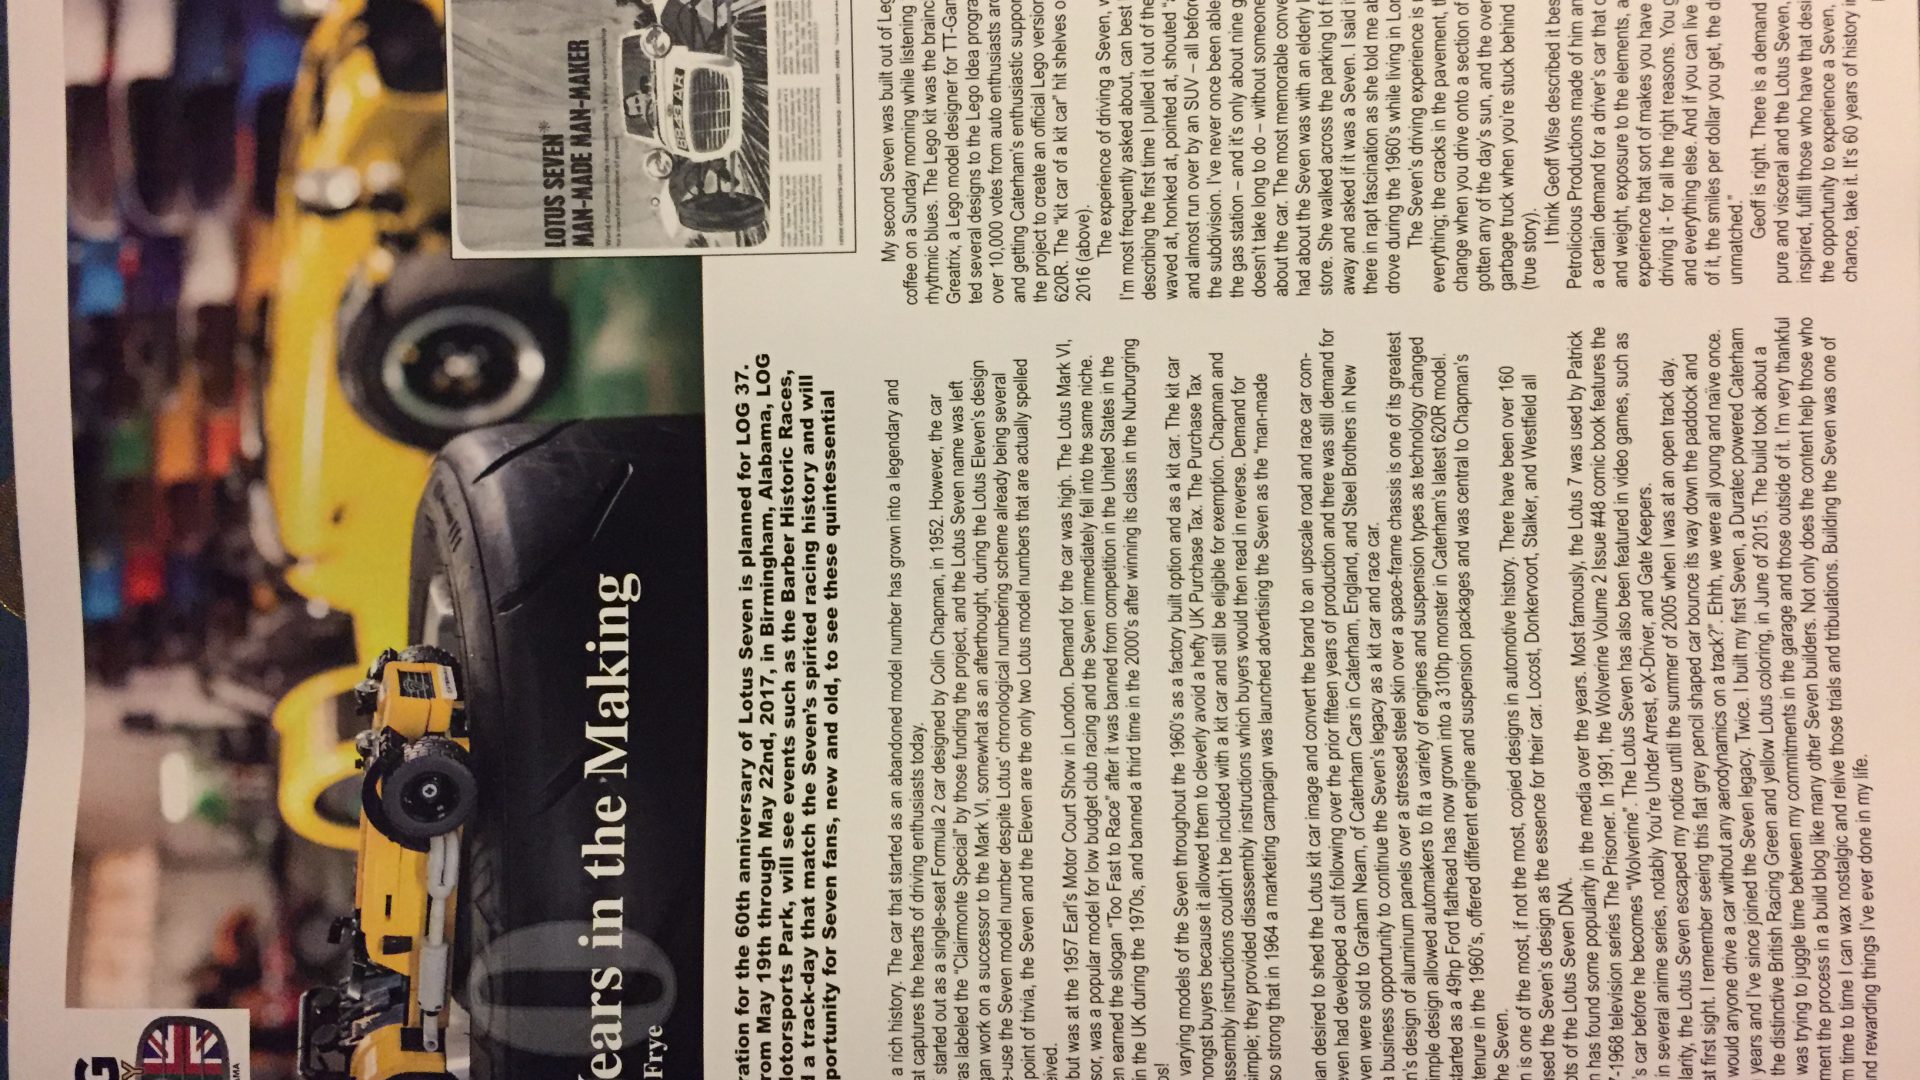 G
Y
AMA
Years in the Making
Frye
LOTUS SEVEN
MAN-MADE MAN-MAKER
ration for the 60th anniversary of Lotus Seven is planned for LOG 37.
rom May 19th through May 22nd, 2017, in Birmingham, Alabama, LOG
lotorsports Park, will see events such as the Barber Historic Races,
d a track-day that match the Seven's spirited racing history and will
portunity for Seven fans, new and old, to see these quintessential
a rich history. The car that started as an abandoned model number has grown into a legendary and
at captures the hearts of driving enthusiasts today.
started out as a single-seat Formula 2 car designed by Colin Chapman, in 1952. However, the car
as labeled the "Clairmonte Special" by those funding the project, and the Lotus Seven name was left
gan work on a successor to the Mark VI, somewhat as an afterthought, during the Lotus Eleven's design
e-use the Seven model number despite Lotus' chronological numbering scheme already being several
point of trivia, the Seven and the Eleven are the only two Lotus model numbers that are actually spelled
eived.
but was at the 1957 Earl's Motor Court Show in London. Demand for the car was high. The Lotus Mark VI,
sor, was a popular model for low budget club racing and the Seven immediately fell into the same niche.
en earned the slogan "Too Fast to Race" after it was banned from competition in the United States in the
in the UK during the 1970s, and banned a third time in the 2000's after winning its class in the Nurburgring
os!
varying models of the Seven throughout the 1960's as a factory built option and as a kit car. The kit car
mongst buyers because it allowed them to cleverly avoid a hefty UK Purchase Tax. The Purchase Tax
ssembly instructions couldn't be included with a kit car and still be eligible for exemption. Chapman and
simple; they provided disassembly instructions which buyers would then read in reverse. Demand for
so strong that in 1964 a marketing campaign was launched advertising the Seven as the "man-made
an desired to shed the Lotus kit car image and convert the brand to an upscale road and race car com-
even had developed a cult following over the prior fifteen years of production and there was still demand for
ven were sold to Graham Nearn, of Caterham Cars in Caterham, England, and Steel Brothers in New
a business opportunity to continue the Seven's legacy as a kit car and race car.
n's design of aluminum panels over a stressed steel skin over a space-frame chassis is one of its greatest
imple design allowed automakers to fit a variety of engines and suspension types as technology changed
started as a 49hp Ford flathead has now grown into a 310hp monster in Caterham's latest 620R model.
tenure in the 1960's, offered different engine and suspension packages and was central to Chapman's
he Seven.
n is one of the most, if not the most, copied designs in automotive history. There have been over 160
used the Seven's design as the essence for their car. Locost, Donkervoort, Stalker, and Westfield all
ots of the Lotus Seven DNA.
n has found some popularity in the media over the years. Most famously, the Lotus 7 was used by Patrick
7-1968 television series The Prisoner. In 1991, the Wolverine Volume 2 Issue #48 comic book features the
's car before he becomes "Wolverine". The Lotus Seven has also been featured in video games, such as
in several anime series, notably You're Under Arrest, eX-Driver, and Gate Keepers.
larity, the Lotus Seven escaped my notice until the summer of 2005 when I was at an open track day.
at first sight. I remember seeing this flat grey pencil shaped car bounce its way down the paddock and
would anyone drive a car without any aerodynamics on a track?". Ehhh, we were all young and naïve once.
years and I've since joined the Seven legacy. Twice. I built my first Seven, a Duratec powered Caterham
the distinctive British Racing Green and yellow Lotus coloring, in June of 2015. The build took about a
was trying to juggle time between my commitments in the garage and those outside of it. I'm very thankful
ment the process in a build blog like many other Seven builders. Not only does the content help those who
m time to time I can wax nostalgic and relive those trials and tribulations. Building the Seven was one of
nd rewarding things I've ever done in my life.
My second Seven was built out of Leg
coffee on a Sunday morning while listening
rhythmic blues. The Lego kit was the brainc
Greatrix, a Lego model designer for TT-Gam
ted several designs to the Lego Idea progra
over 10,000 votes from auto enthusiasts aro
and getting Caterham's enthusiastic suppor
the project to create an official Lego version
620R. The "kit car of a kit car" hit shelves o
2016 (above).
The experience of driving a Seven, w
I'm most frequently asked about, can best
describing the first time I pulled it out of the
waved at, honked at, pointed at, shouted "a
and almost run over by an SUV – all before
the subdivision. I've never once been able
the gas station – and it's only about nine g
doesn't take long to do – without someone
about the car. The most memorable conve
had about the Seven was with an elderly l
store. She walked across the parking lot fr
away and asked if it was a Seven. I said i
there in rapt fascination as she told me ab
drove during the 1960's while living in Lon
The Seven's driving experience is r
everything; the cracks in the pavement, th
change when you drive onto a section of
gotten any of the day's sun, and the over
garbage truck when you're stuck behind
(true story).
I think Geoff Wise described it bes
Petrolicious Productions made of him an
a certain demand for a driver's car that c
and weight, exposure to the elements, a
experience that sort of makes you have
driving it - for all the right reasons. You g
and everything else. And if you can live
of it, the smiles per dollar you get, the di
unmatched."
Geoff is right. There is a demand
pure and visceral and the Lotus Seven,
inspired, fulfill those who have that desi
the opportunity to experience a Seven,
chance, take it. It's 60 years of history i